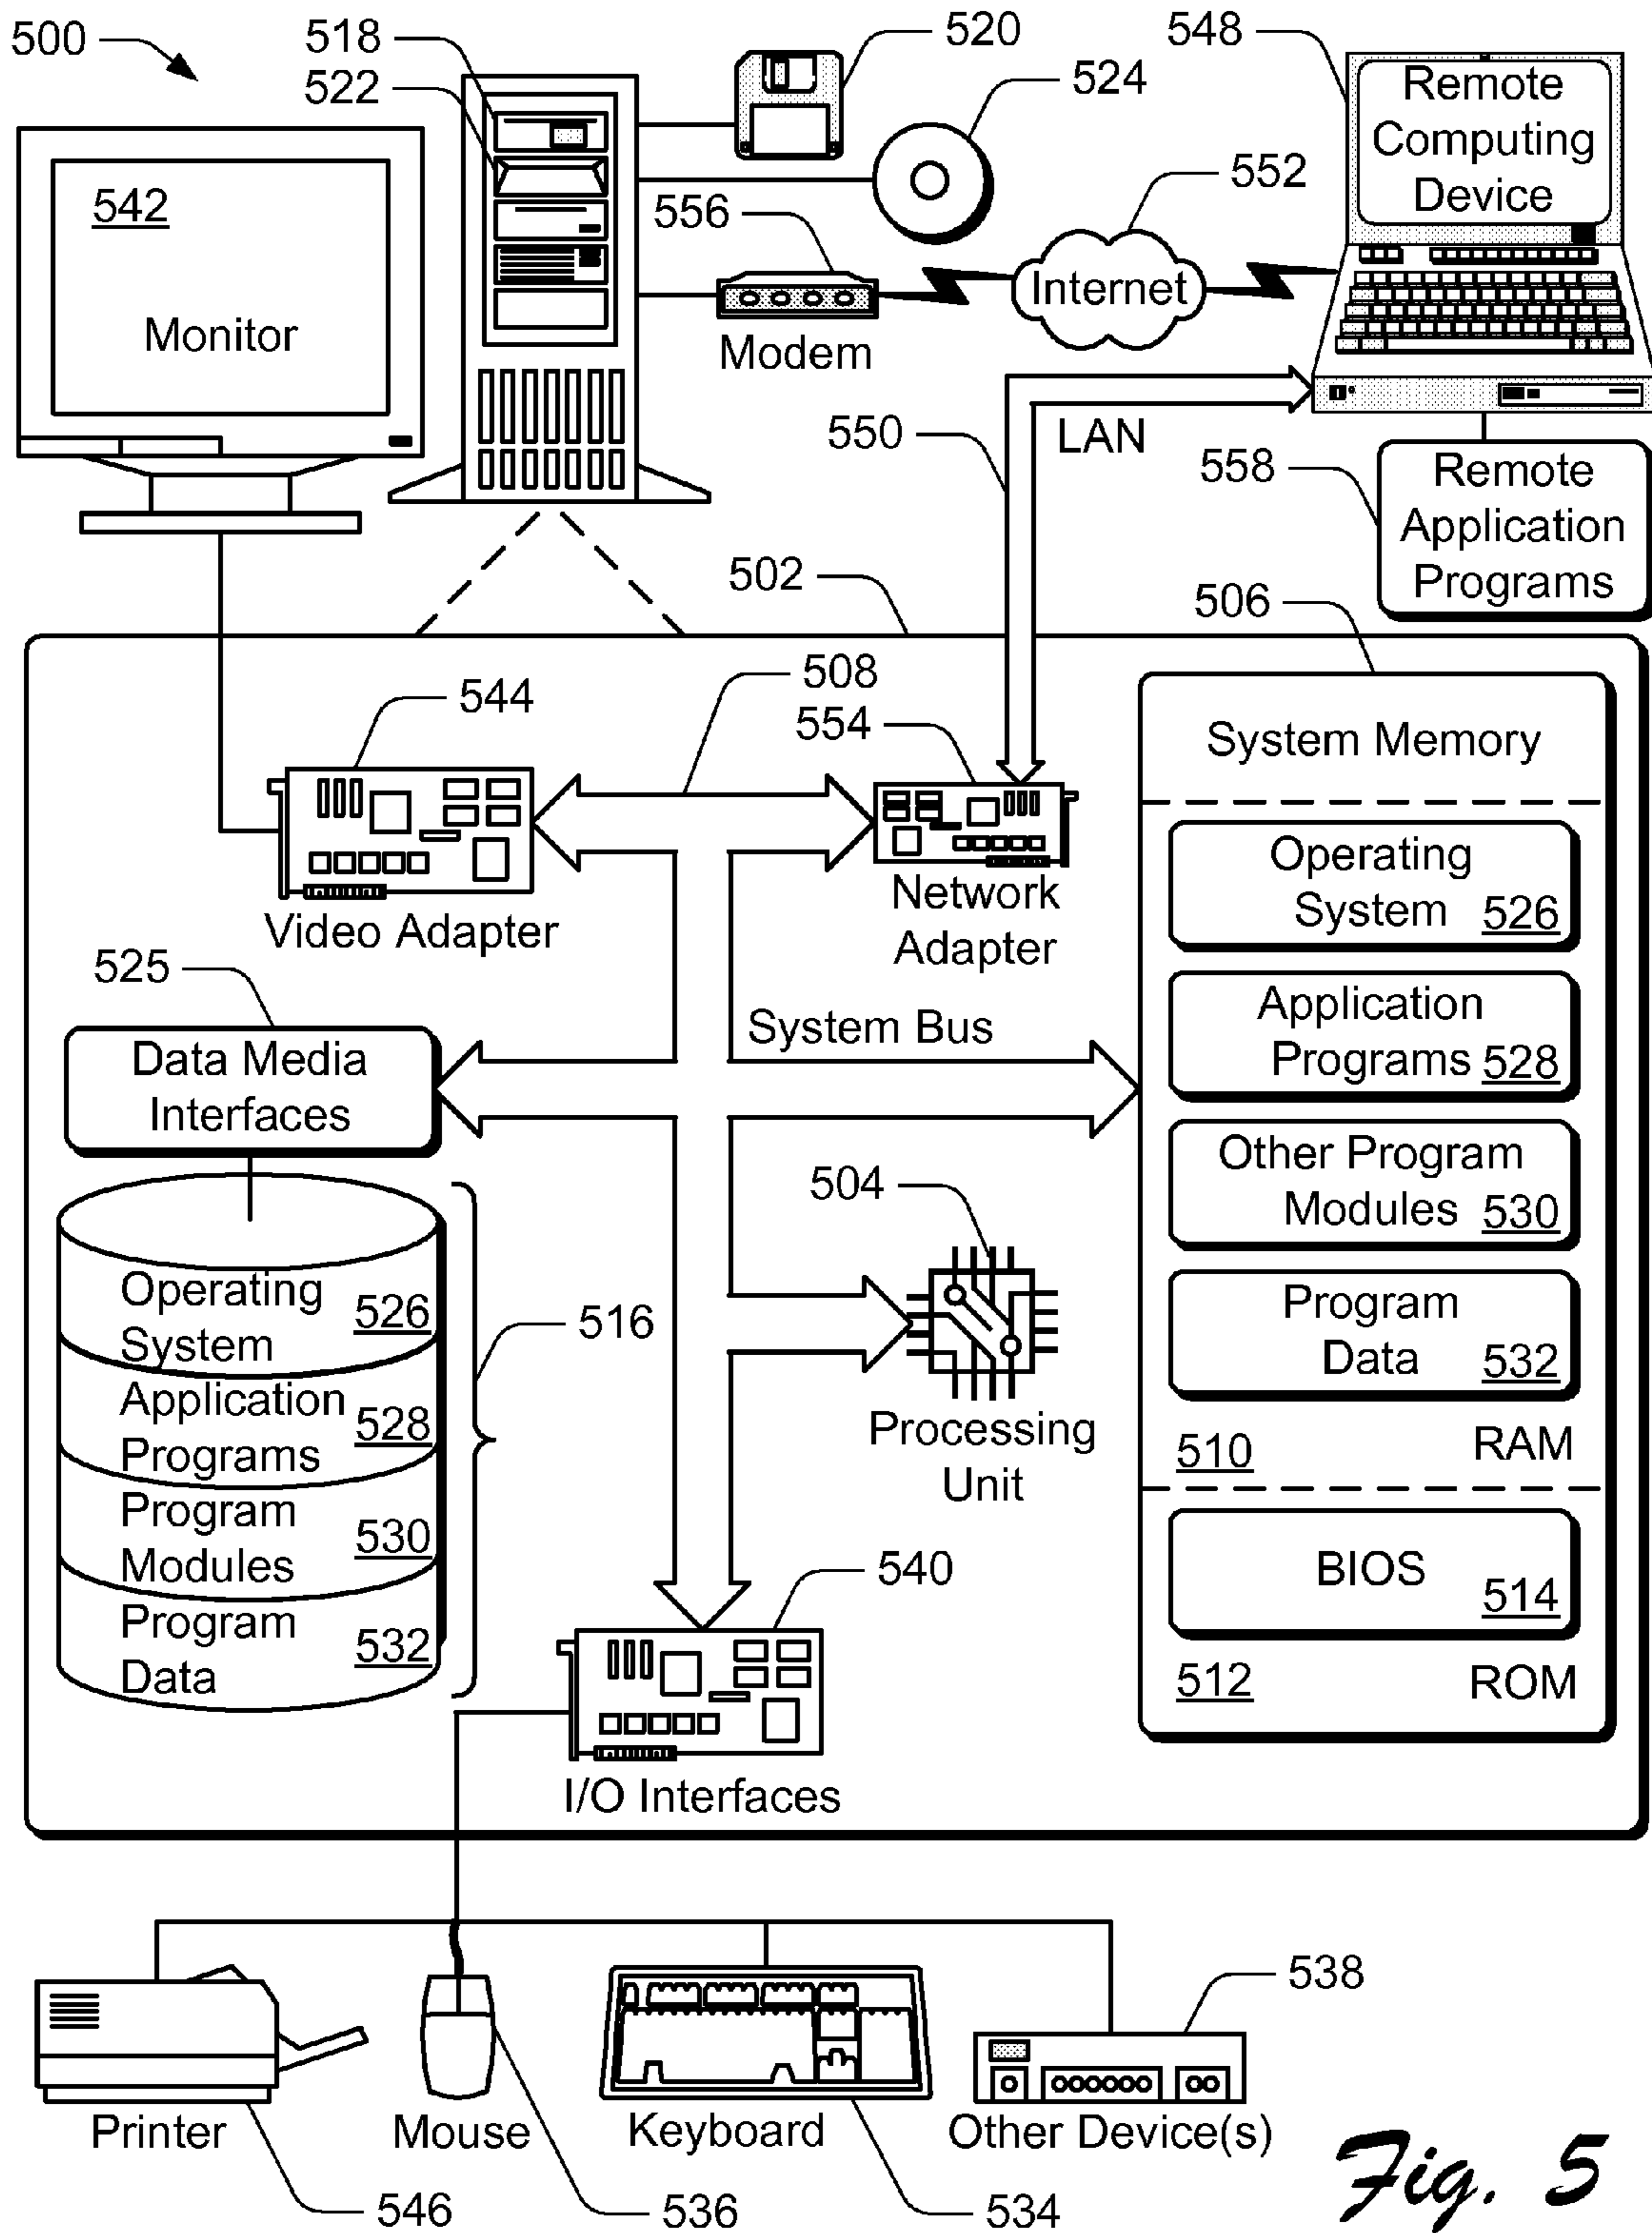 500
518
522
520
524
548
Remote
Computing
Device
542
Monitor
556
552
Internet
Modem
550
LAN
558
Remote
Application
Programs
502
506
544
508
554
System Memory
Video Adapter
Network
Adapter
Operating
System 526
525
Data Media
Interfaces
System Bus
Application
Programs 528
Other Program
Modules 530
504
Operating
System
526
516
Program
Data 532
Application
Programs
528
Processing
Unit
510 RAM
Program
Modules
530
540
BIOS
514
Program
Data
532
512 ROM
I/O Interfaces
538
Printer
Mouse
Keyboard
Other Device(s)
546
536
534
Fig. 5